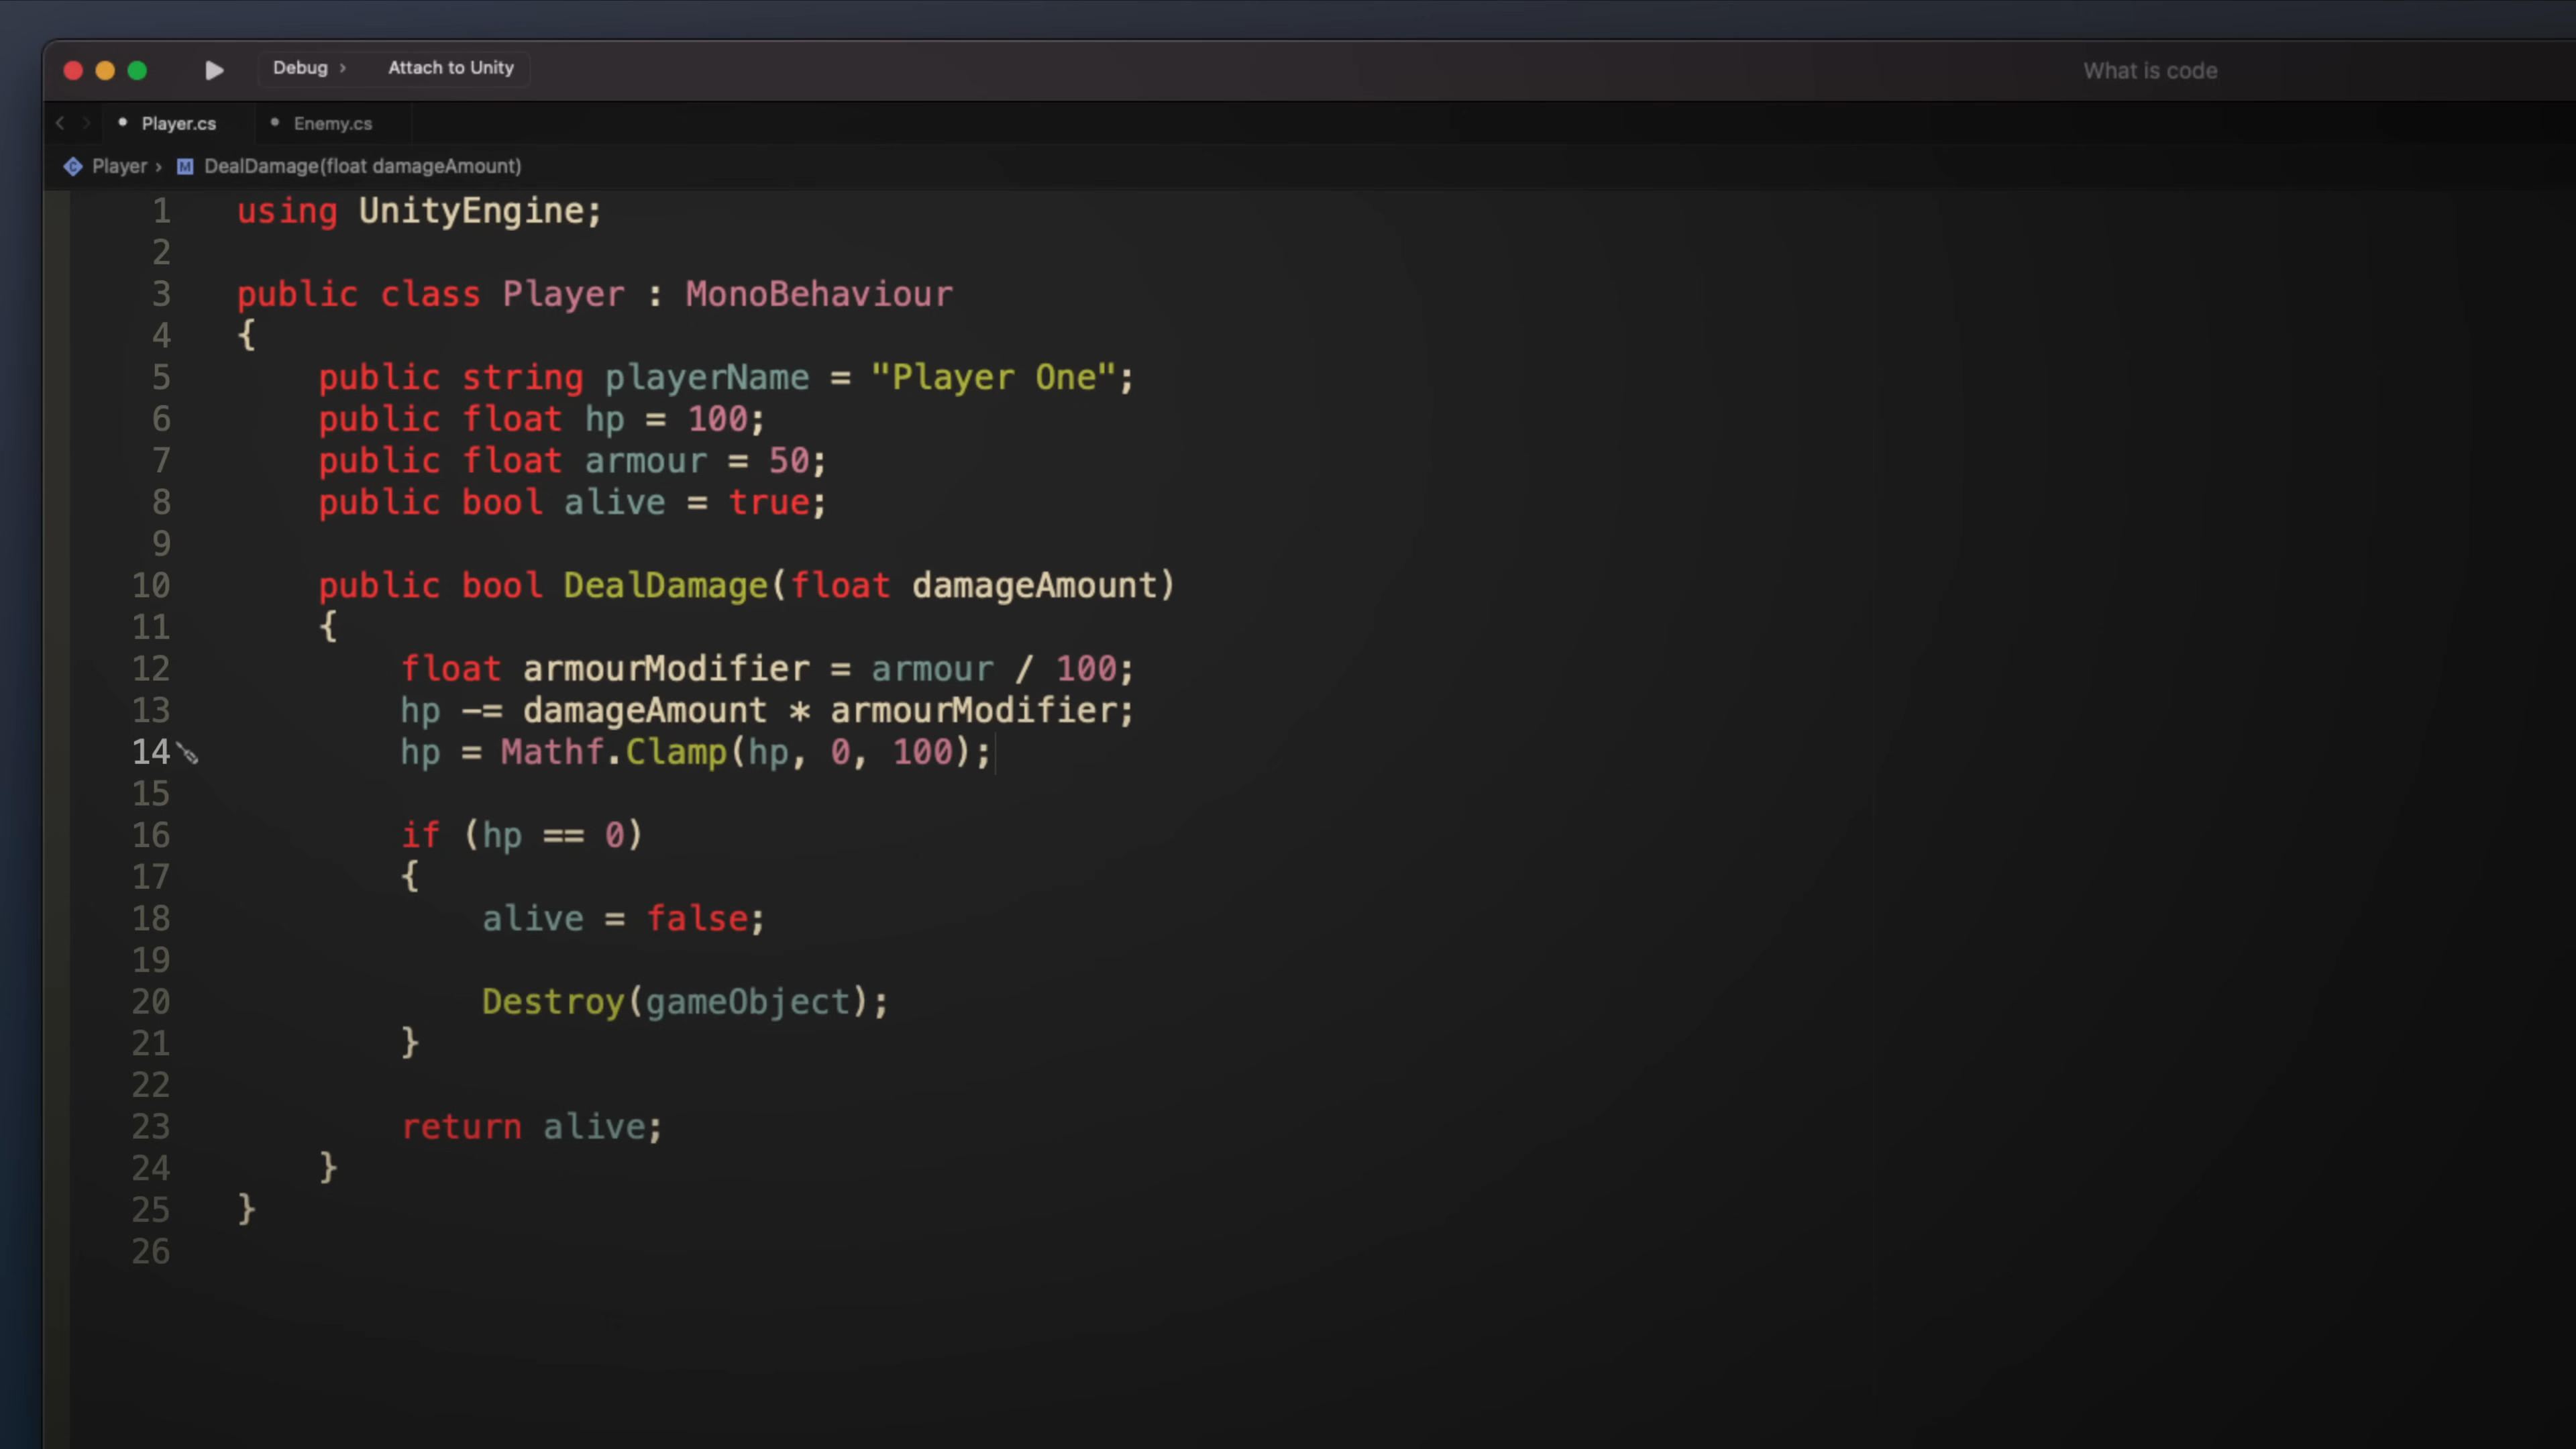 Debug › Attach to Unity
What is code
Player.cs Enemy.cs
Player › M DealDamage(float damageAmount)
1 using UnityEngine;
2
3 public class Player : MonoBehaviour
4 {
5 public string playerName = "Player One";
6 public float hp = 100;
7 public float armour = 50;
8 public bool alive = true;
9
10 public bool DealDamage(float damageAmount)
11 {
12 float armourModifier = armour / 100;
13 hp -= damageAmount * armourModifier;
14 hp = Mathf.Clamp(hp, 0, 100);
15
16 if (hp == 0)
17 {
18 alive = false;
19
20 Destroy(gameObject);
21 }
22
23 return alive;
24 }
25 }
26